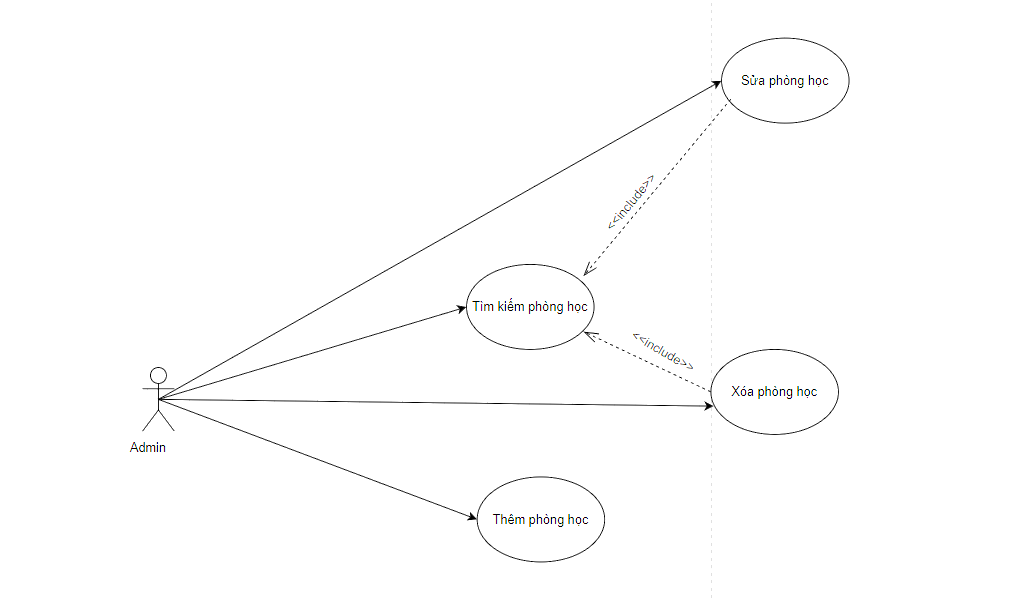 Sửa phòng học
<<include>>
Tìm kiếm phòng học
<<include>>
Xóa phòng học
Admin
Thêm phòng học